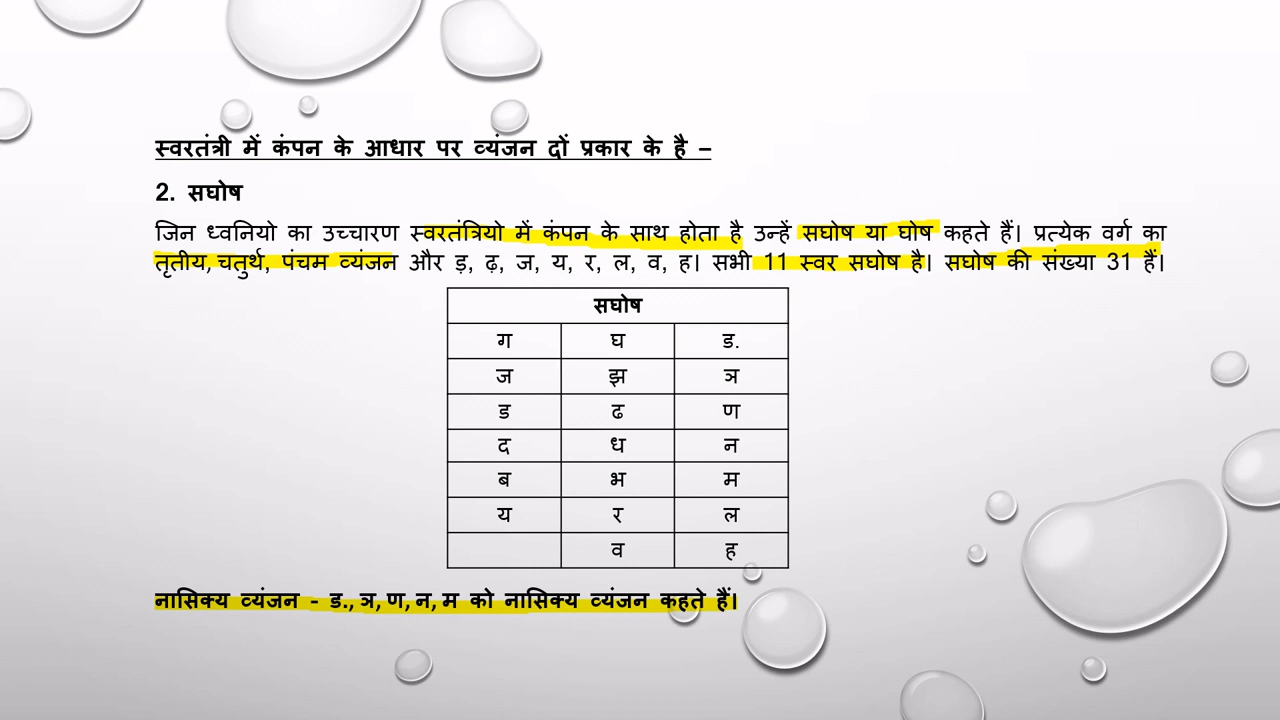 स्वरतंत्री में कंपन के आधार पर व्यंजन दों प्रकार के है –
2. सघोष
जिन ध्वनियो का उच्चारण स्वरतंत्रियो में कंपन के साथ होता है उन्हें सघोष या घोष कहते हैं। प्रत्येक वर्ग का
तृतीय, चतुर्थ, पंचम व्यंजन और ड़, ढ़, ज, य, र, ल, व, ह। सभी 11 स्वर सघोष है। सघोष की संख्या 31 हैं।
सघोष
ग घ ड.
ज झ ञ
ड ढ ण
द ध न
ब भ म
य र ल
व ह
नासिक्य व्यंजन - ड., ञ, ण, न, म को नासिक्य व्यंजन कहते हैं।